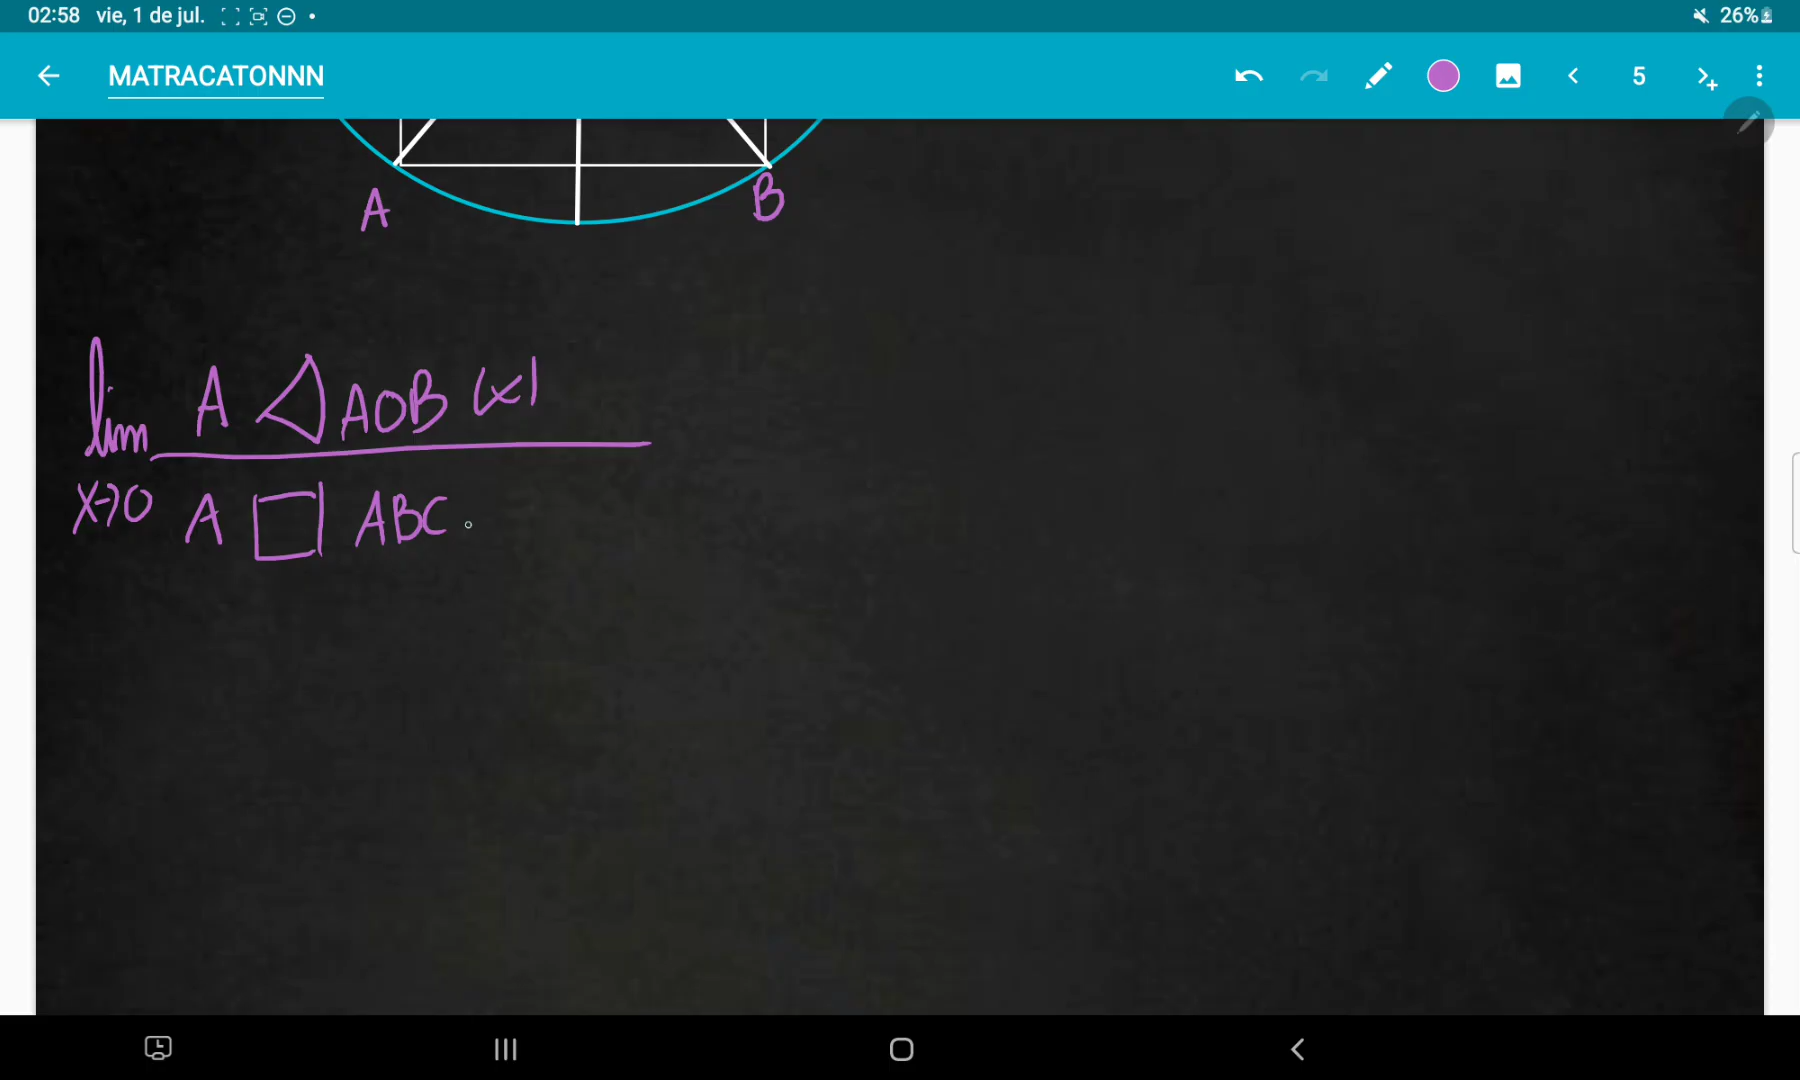 02:58 vie, 1 de jul. 26%
MATRACATONNN 5
A B
lim A △ AOB (x)
x→0 A □ ABC